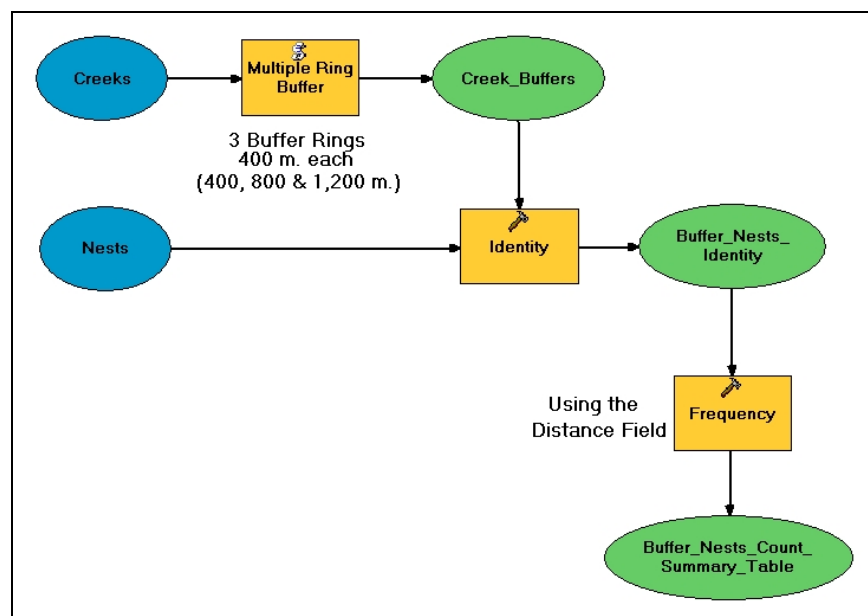 Creeks
Multiple Ring
Buffer
Creek_Buffers
3 Buffer Rings
400 m. each
(400, 800 & 1,200 m.)
Nests
Identity
Buffer_Nests_
Identity
Using the
Distance Field
Frequency
Buffer_Nests_Count_
Summary_Table